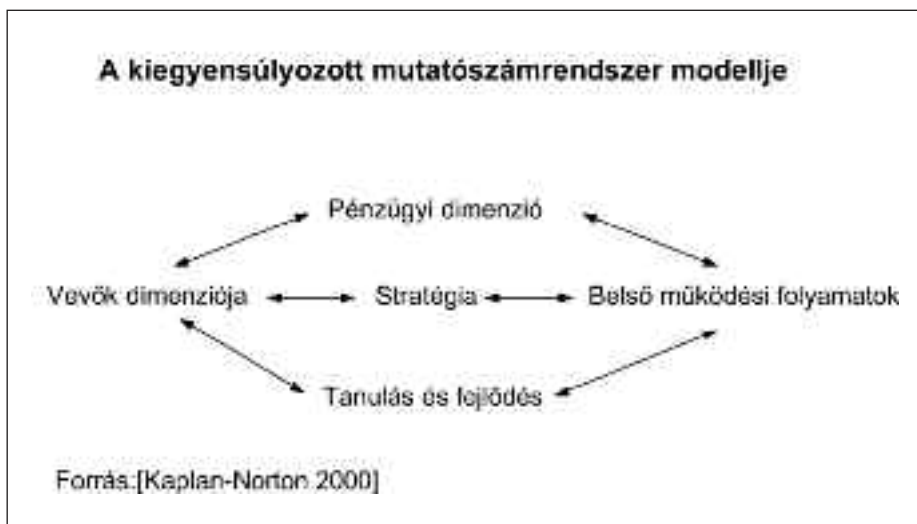 A kiegyensúlyozott mutatószámrendszer modellje
Pénzügyi dimenzió
Vevők dimenziója Stratégia Belső működési folyamatok
Tanulás és fejlődés
Forrás:[Kaplan-Norton 2000]